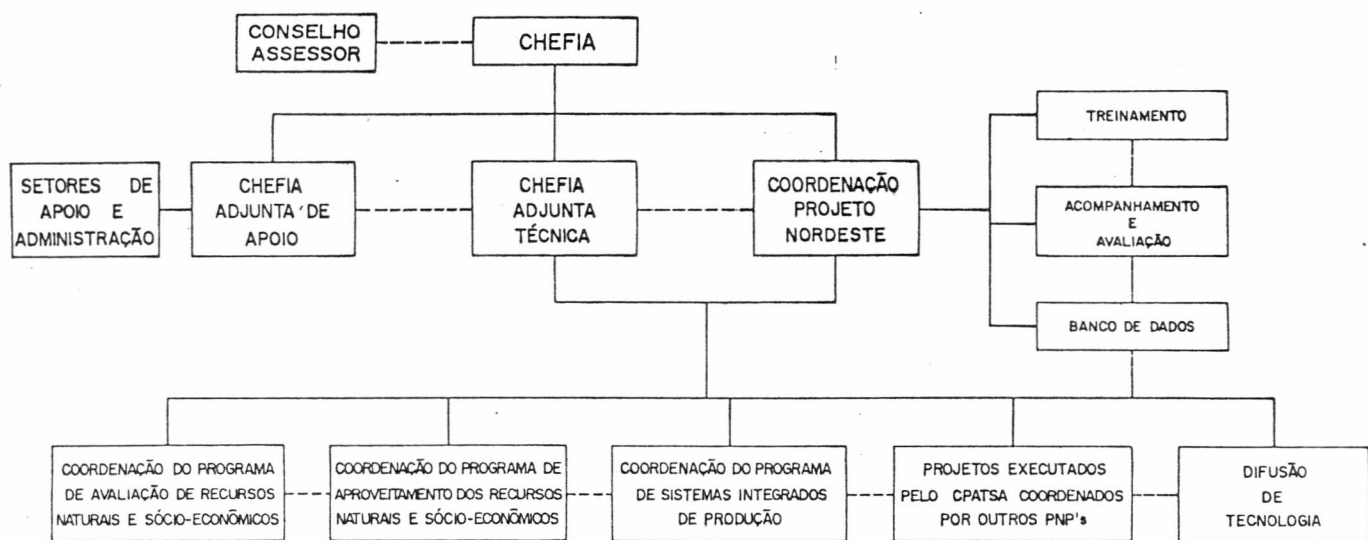 CONSELHO
ASSESSOR
CHEFIA
TREINAMENTO
SETORES DE
APOIO E
ADMINISTRAÇÃO
CHEFIA
ADJUNTA DE
APOIO
CHEFIA
ADJUNTA
TÉCNICA
COORDENAÇÃO
PROJETO
NORDESTE
ACOMPANHAMENTO
E
AVALIAÇÃO
BANCO DE DADOS
COORDENAÇÃO DO PROGRAMA
DE AVALIAÇÃO DE RECURSOS
NATURAIS E SÓCIO-ECONÔMICOS
COORDENAÇÃO DO PROGRAMA DE
APROVEITAMENTO DOS RECURSOS
NATURAIS E SÓCIO-ECONÔMICOS
COORDENAÇÃO DO PROGRAMA
DE SISTEMAS INTEGRADOS
DE PRODUÇÃO
PROJETOS EXECUTADOS
PELO CPATSA COORDENADOS
POR OUTROS PNP's
DIFUSÃO
DE
TECNOLOGIA